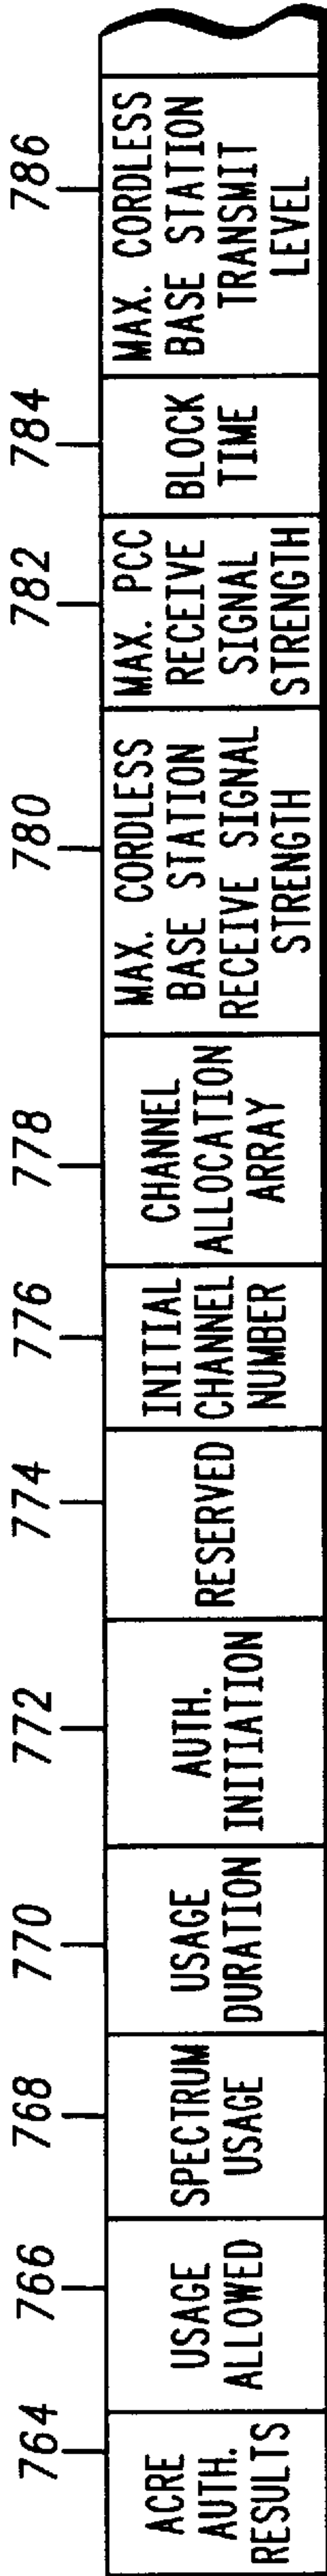 764 766 768 770 772 774 776 778 780 782 784 786
ACRE
AUTH.
RESULTS
USAGE
ALLOWED
SPECTRUM
USAGE
USAGE
DURATION
AUTH.
INITIATION
RESERVED
INITIAL
CHANNEL
NUMBER
CHANNEL
ALLOCATION
ARRAY
MAX. CORDLESS
BASE STATION
RECEIVE SIGNAL
STRENGTH
MAX. PCC
RECEIVE
SIGNAL
STRENGTH
BLOCK
TIME
MAX. CORDLESS
BASE STATION
TRANSMIT
LEVEL